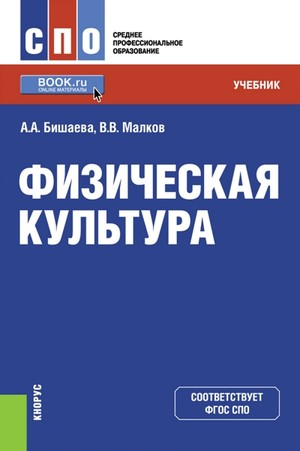 СПО
СРЕДНЕЕ
ПРОФЕССИОНАЛЬНОЕ
ОБРАЗОВАНИЕ
BOOK.ru
ONLINE МАТЕРИАЛЫ
УЧЕБНИК
А.А. Бишаева, В.В. Малков
ФИЗИЧЕСКАЯ
КУЛЬТУРА
КНОРУС
СООТВЕТСТВУЕТ
ФГОС СПО